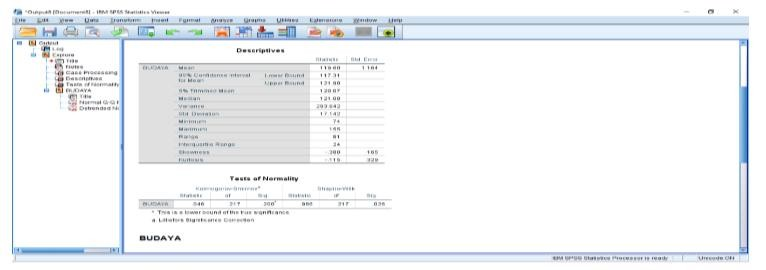 *Output8 [Document8] - IBM SPSS Statistics Viewer
File Edit View Data Transform Insert Format Analyze Graphs Utilities Extensions Window Help
Output
Log
Explore
Title
Notes
Case Processing
Descriptives
Tests of Normality
BUDAYA
Title
Normal Q-Q
Detrended
Descriptives
Statistic Std. Error
BUDAYA Mean 119.60 1.164
95% Confidence Interval for Mean Lower Bound 117.31
Upper Bound 121.90
5% Trimmed Mean 120.07
Median 121.00
Variance 293.842
Std. Deviation 17.142
Minimum 74
Maximum
Range
Interquartile Range 24
Skewness -.380 .165
Kurtosis -.115 .329
Tests of Normality
Kolmogorov-Smirnov a Shapiro-Wilk
Statistic df Sig. Statistic df Sig.
BUDAYA .046 217 .200* 217
* This is a lower bound of the true significance.
a. Lilliefors Significance Correction
BUDAYA
IBM SPSS Statistics Processor is ready Unicode:ON